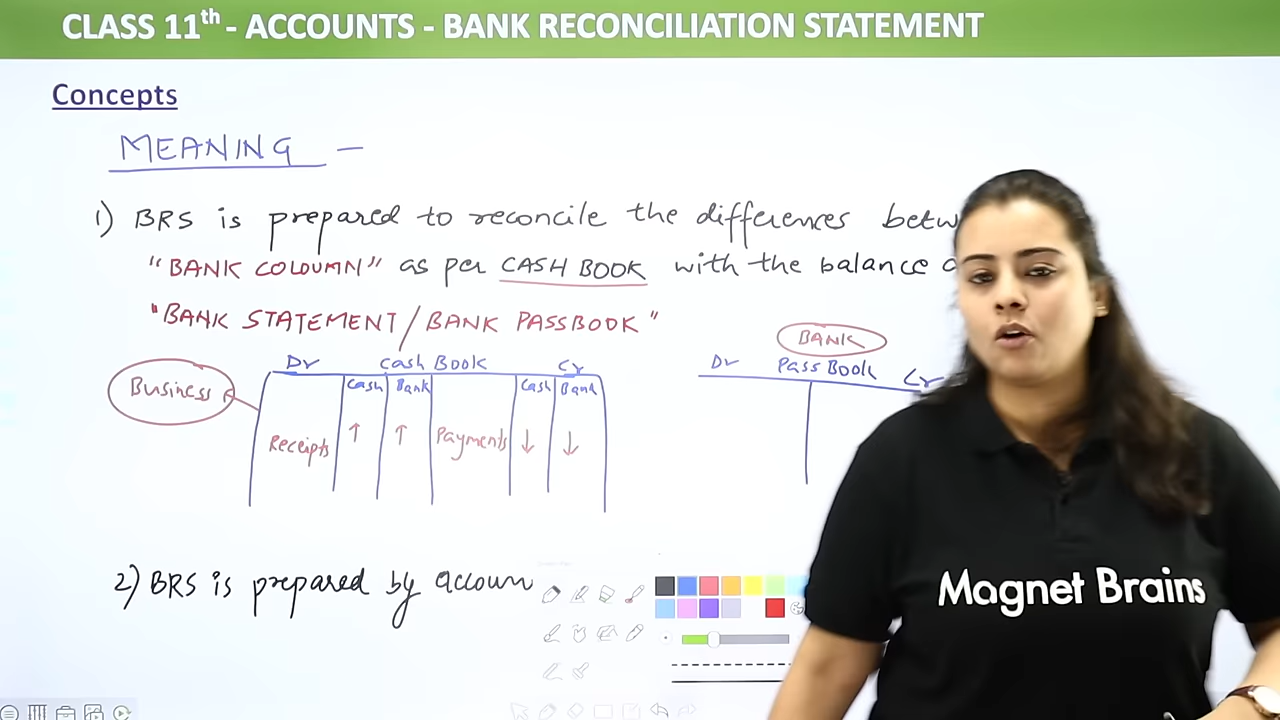 CLASS 11th - ACCOUNTS - BANK RECONCILIATION STATEMENT
Concepts
MEANING -
1) BRS is prepared to reconcile the differences betw
"BANK COLOUMN" as per CASH BOOK with the balance
"BANK STATEMENT / BANK PASSBOOK"
Business
Dr Cash Book Cr
Cash Bank Cash Bank
Receipts ↑ ↑ Payments ↓ ↓
BANK
Dr Pass Book Cr
2) BRS is prepared by accoun
Magnet Brains